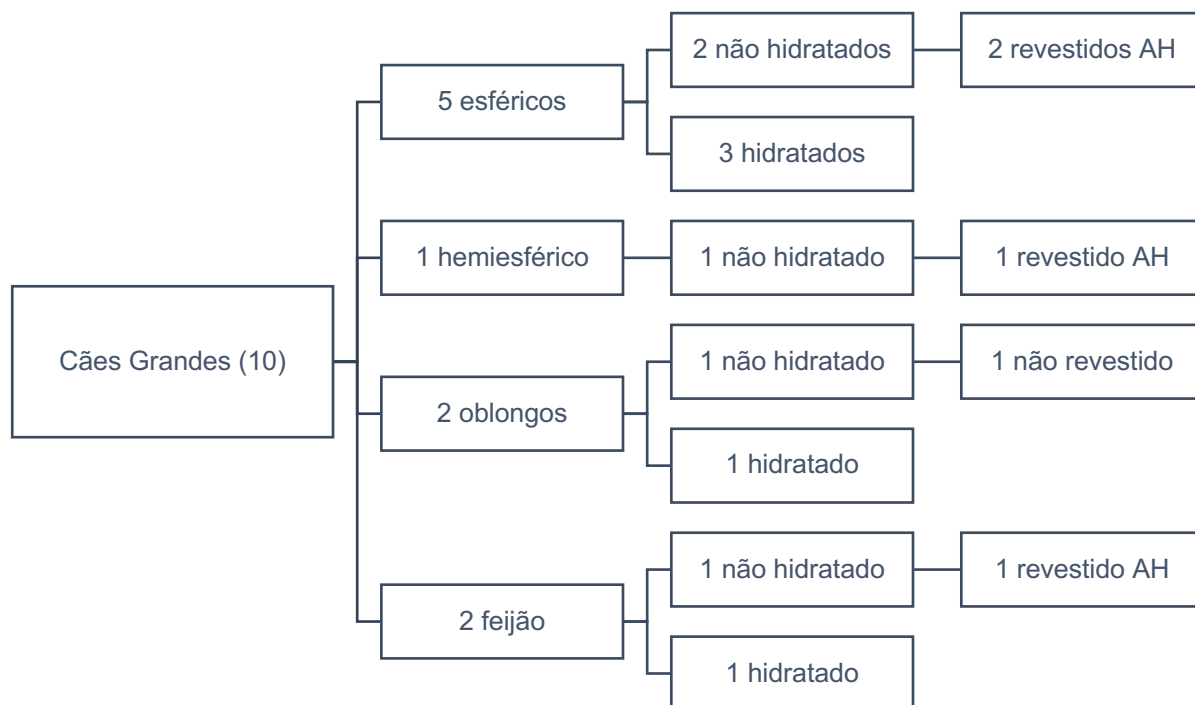 Cães Grandes (10)
5 esféricos
2 não hidratados
2 revestidos AH
3 hidratados
1 hemiesférico
1 não hidratado
1 revestido AH
2 oblongos
1 não hidratado
1 não revestido
1 hidratado
2 feijão
1 não hidratado
1 revestido AH
1 hidratado